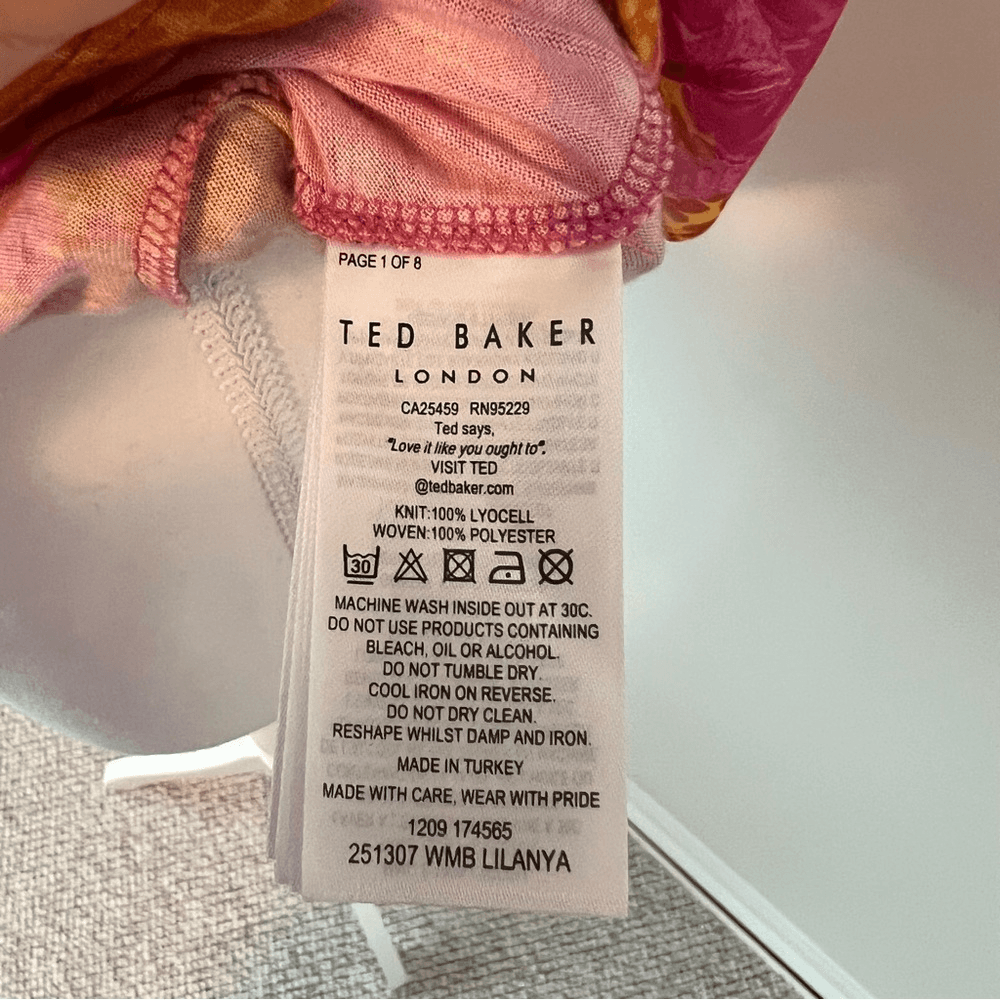 PAGE 1 OF 8
TED BAKER
LONDON
CA25459 RN95229
Ted says,
"Love it like you ought to".
VISIT TED
@tedbaker.com
KNIT:100% LYOCELL
WOVEN:100% POLYESTER
30
MACHINE WASH INSIDE OUT AT 30C.
DO NOT USE PRODUCTS CONTAINING
BLEACH, OIL OR ALCOHOL.
DO NOT TUMBLE DRY.
COOL IRON ON REVERSE.
DO NOT DRY CLEAN.
RESHAPE WHILST DAMP AND IRON.
MADE IN TURKEY
MADE WITH CARE, WEAR WITH PRIDE
1209 174565
251307 WMB LILANYA